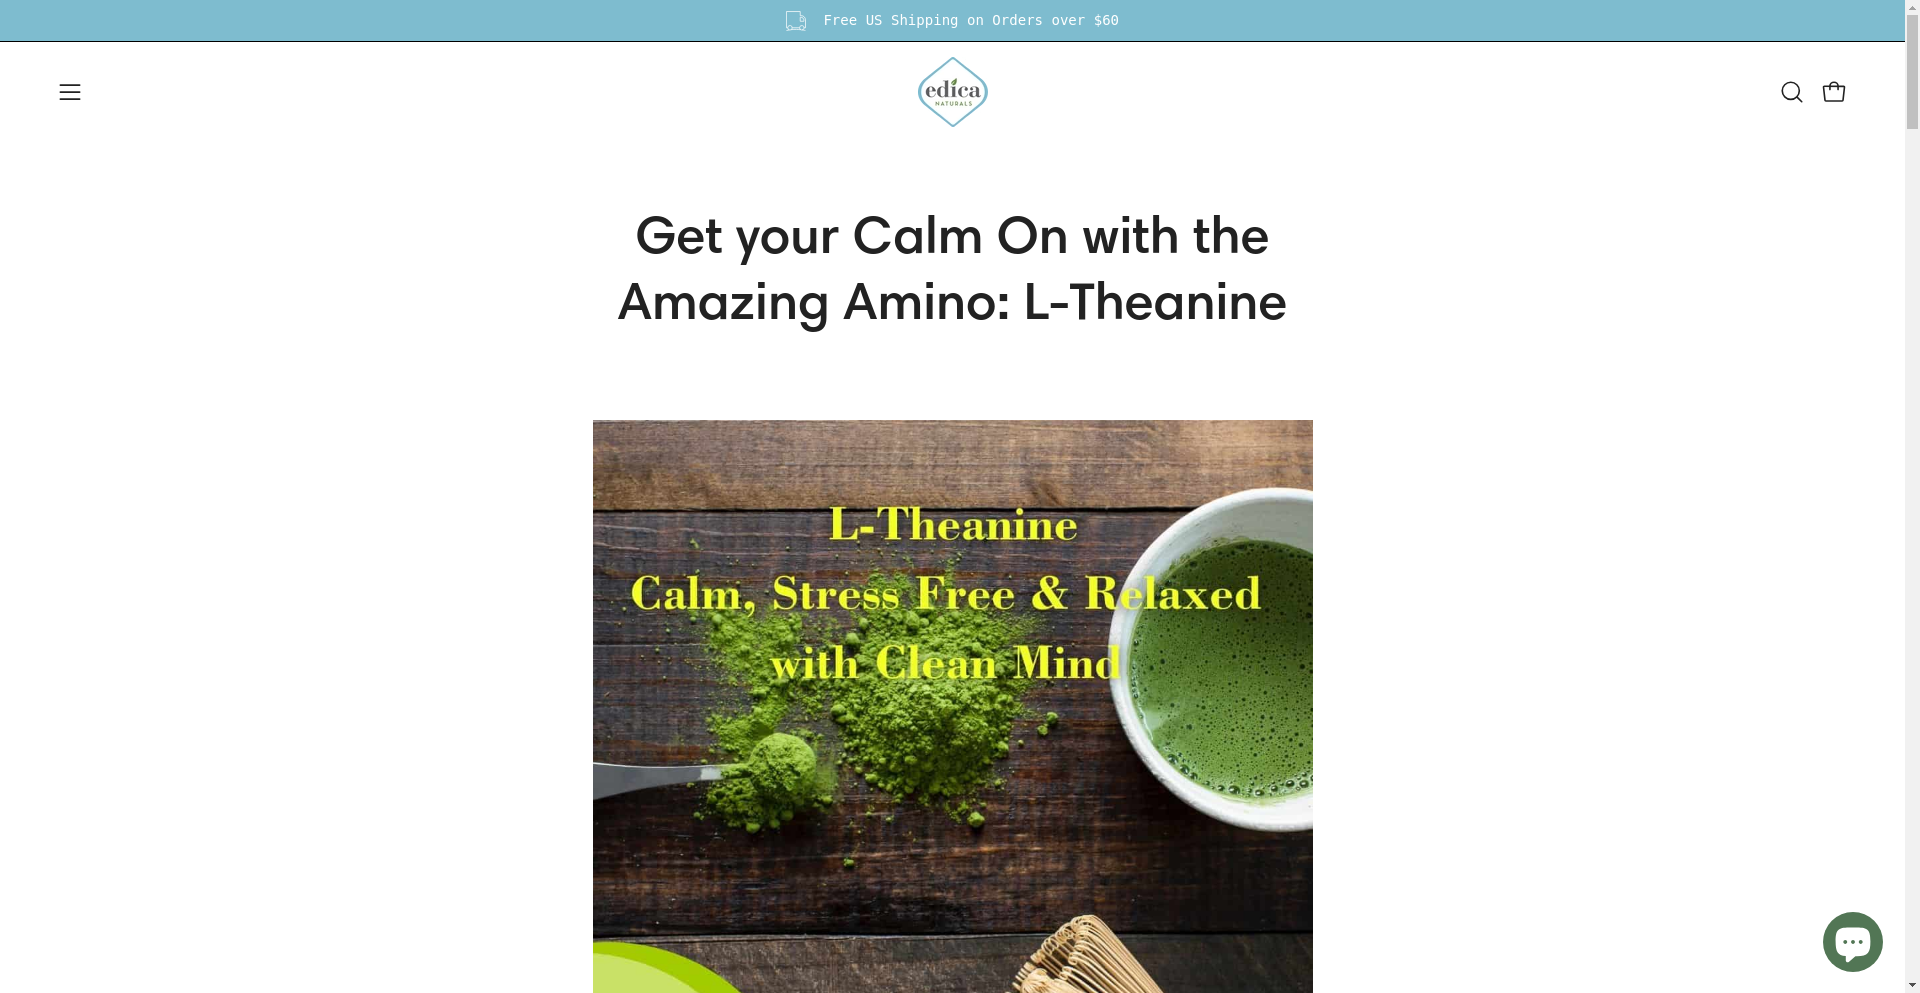 Free US Shipping on Orders over $60
edica
NATURALS
Get your Calm On with the
Amazing Amino: L-Theanine
L-Theanine
Calm, Stress Free & Relaxed
with Clean Mind